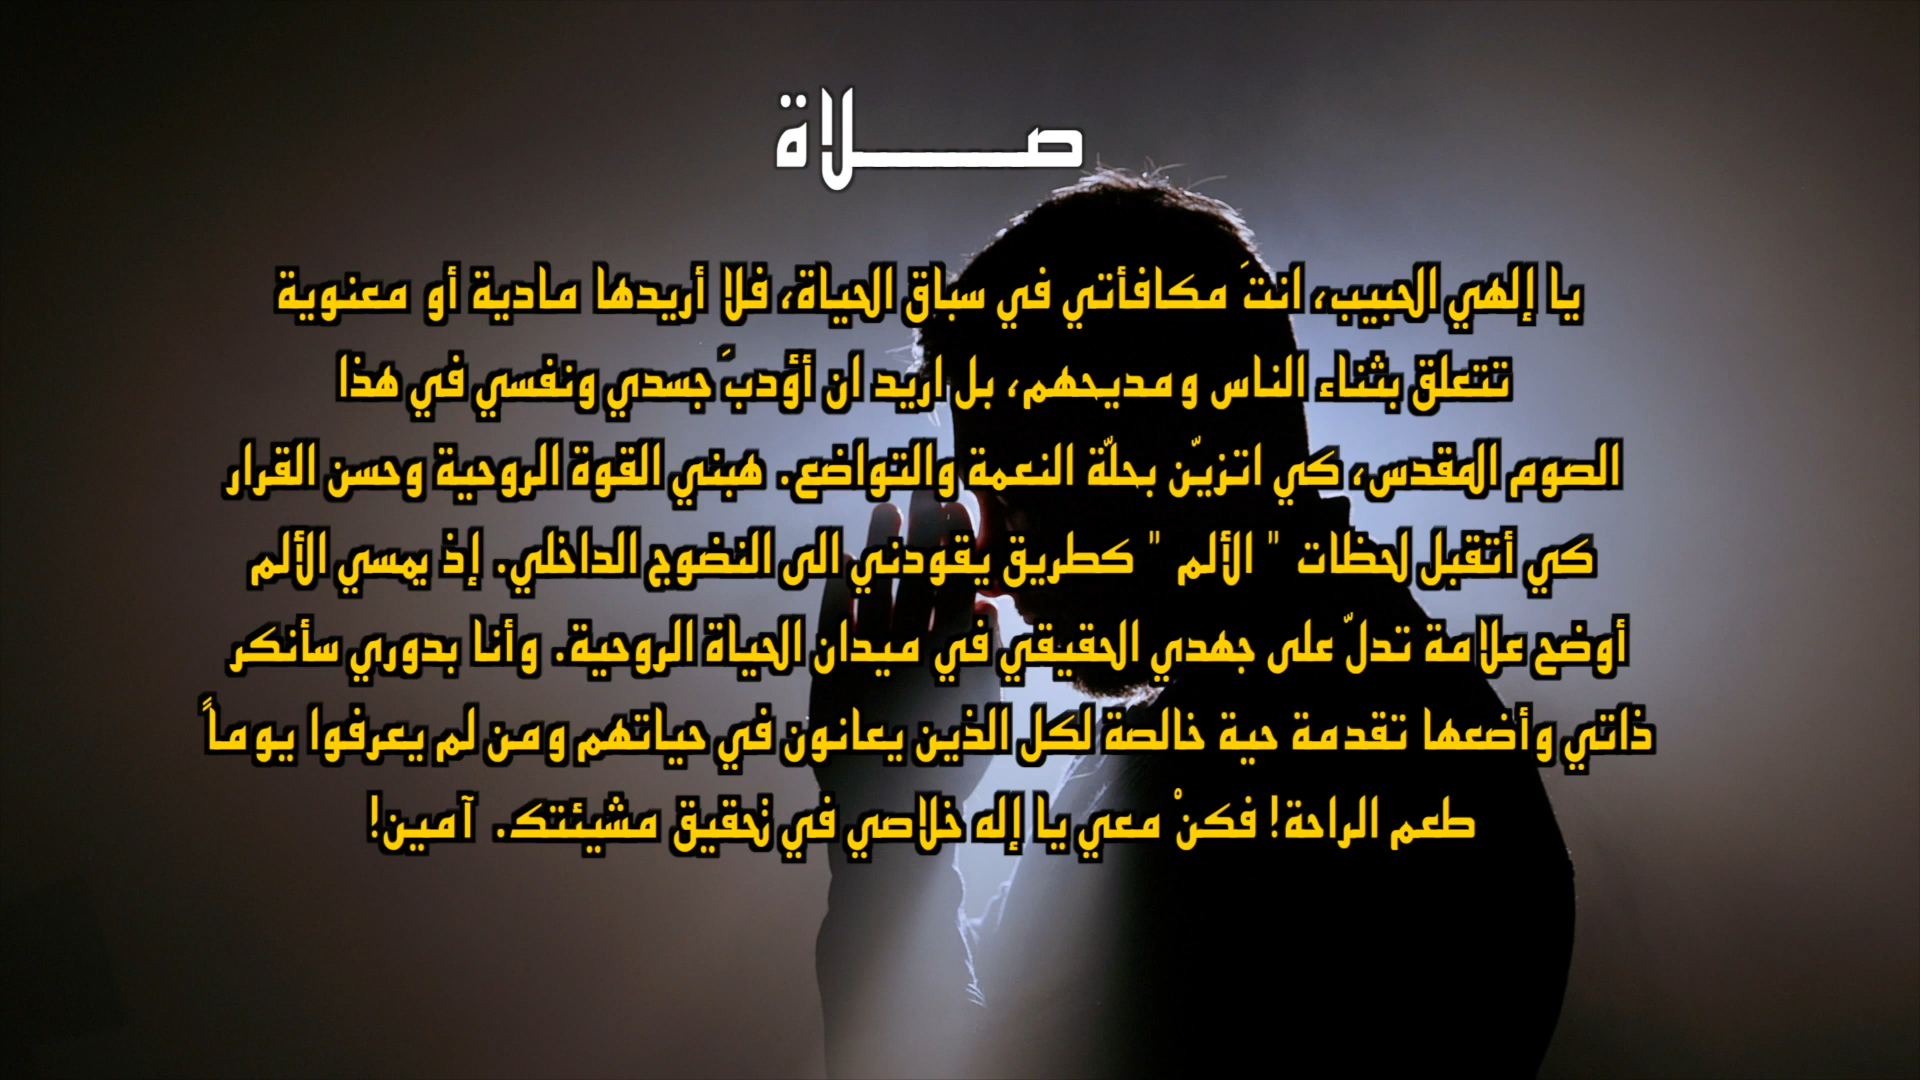 صلاة
يا إلهي الحبيب، انتَ مكافأتي في سباق الحياة، فلا أريدها مادية أو معنوية
تتعلق بثناء الناس ومديحهم، بل اريد ان أؤدبَ جسدي ونفسي في هذا
الصوم المقدس، كي اتزيّن بحلّة النعمة والتواضع. هبني القوة الروحية وحسن القرار
كي أتقبل لحظات " الألم " كطريق يقودني الى النضوج الداخلي. إذ يمسي الألم
أوضح علامة تدلّ على جهدي الحقيقي في ميدان الحياة الروحية. وأنا بدوري سأنكر
ذاتي وأضعها تقدمة حية خالصة لكل الذين يعانون في حياتهم ومن لم يعرفوا يوماً
طعم الراحة! فكنْ معي يا إله خلاصي في تحقيق مشيئتك. آمين!